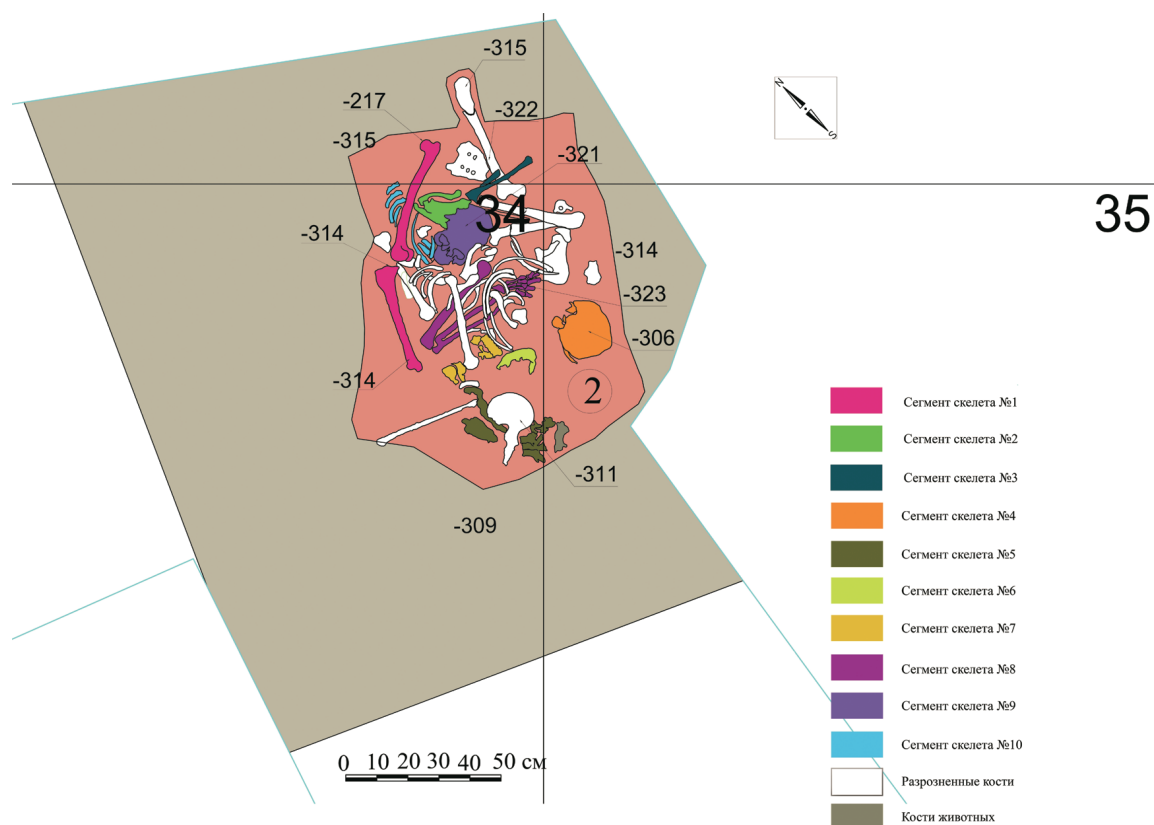 -315
-217
-322
N
S
-315
-321
34
35
-314
-314
-323
-306
-314
2
-311
-309
Сегмент скелета №1
Сегмент скелета №2
Сегмент скелета №3
Сегмент скелета №4
Сегмент скелета №5
Сегмент скелета №6
Сегмент скелета №7
Сегмент скелета №8
Сегмент скелета №9
Сегмент скелета №10
Разрозненные кости
Кости животных
0 10 20 30 40 50 см